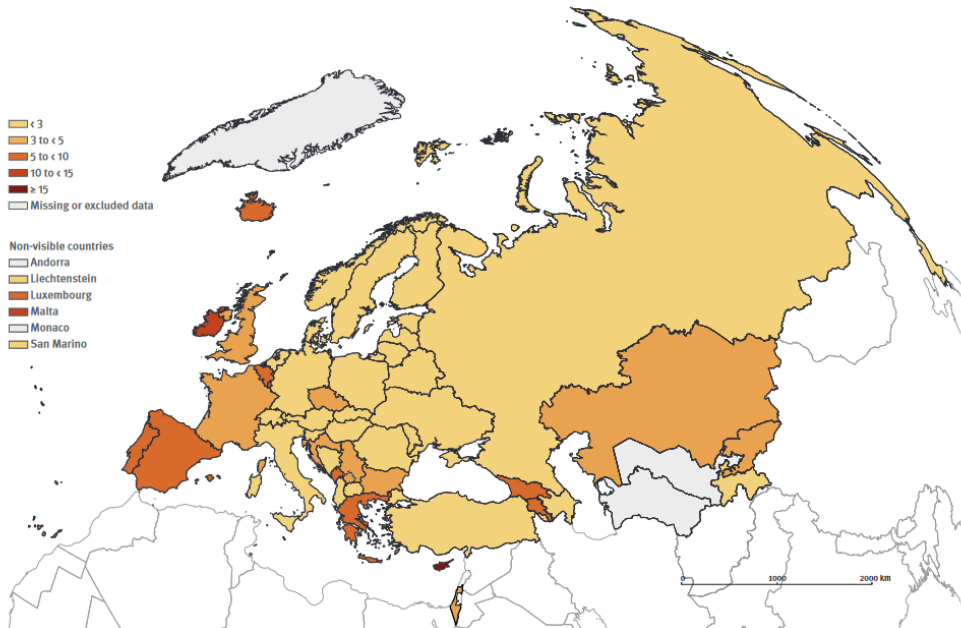 < 3
3 to < 5
5 to < 10
10 to < 15
≥ 15
Missing or excluded data
Non-visible countries
Andorra
Liechtenstein
Luxembourg
Malta
Monaco
San Marino
0 1000 2000 km